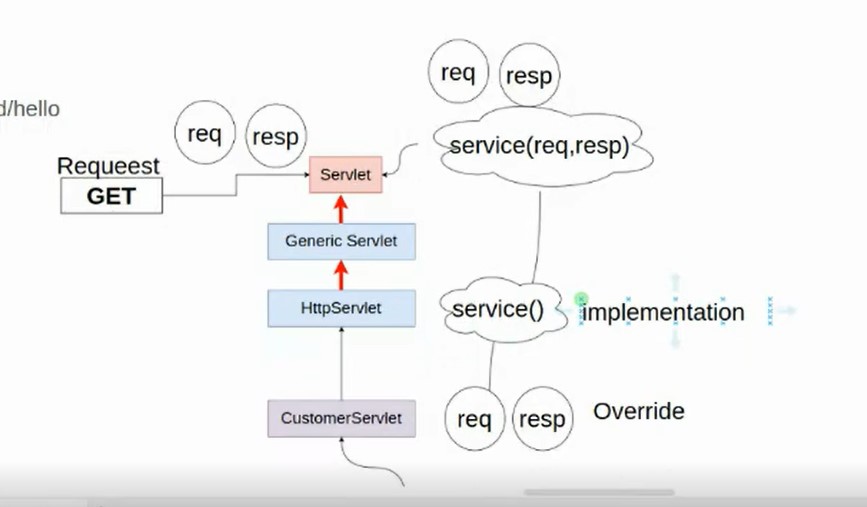 req
resp
d/hello
req
resp
service(req,resp)
Requeest
GET
Servlet
Generic Servlet
HttpServlet
service()
implementation
CustomerServlet
req
resp
Override